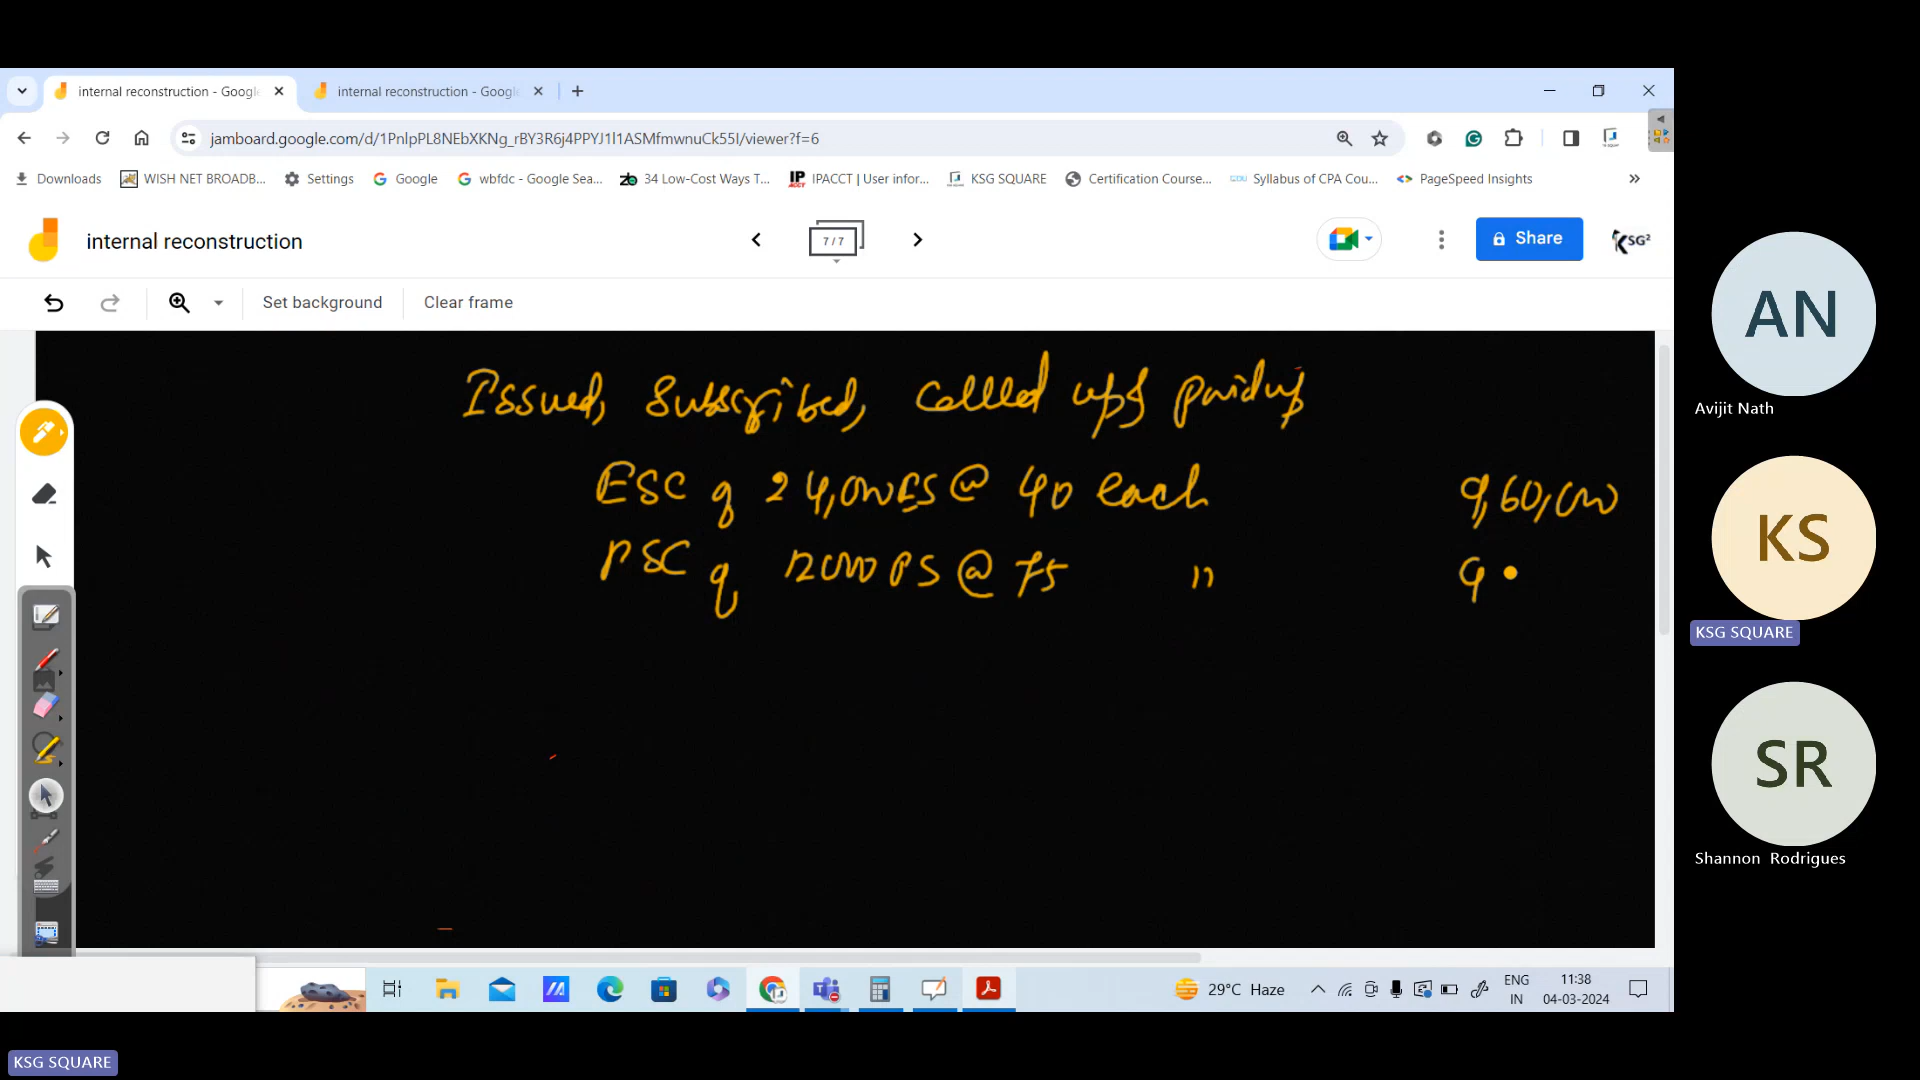 internal reconstruction - Google
internal reconstruction - Googl
jamboard.google.com/d/1PnlpPL8NEbXKNg_rBY3R6j4PPYJ1l1ASMfmwnuCk55I/viewer?f=6
Downloads WISH NET BROADB... Settings Google wbfdc - Google Sea... 34 Low-Cost Ways T... IPACCT | User infor... KSG SQUARE Certification Course... Syllabus of CPA Cou... PageSpeed Insights
internal reconstruction
7 / 7
Share
KSG²
Set background Clear frame
Issued, Subscribed, Called up & paid up
ESC of 24,000 ES @ 40 each 9,60,000
PSC of 12000 PS @ 75 " 9
AN
Avijit Nath
KS
KSG SQUARE
SR
Shannon Rodrigues
29°C Haze
ENG
IN
11:38
04-03-2024
KSG SQUARE